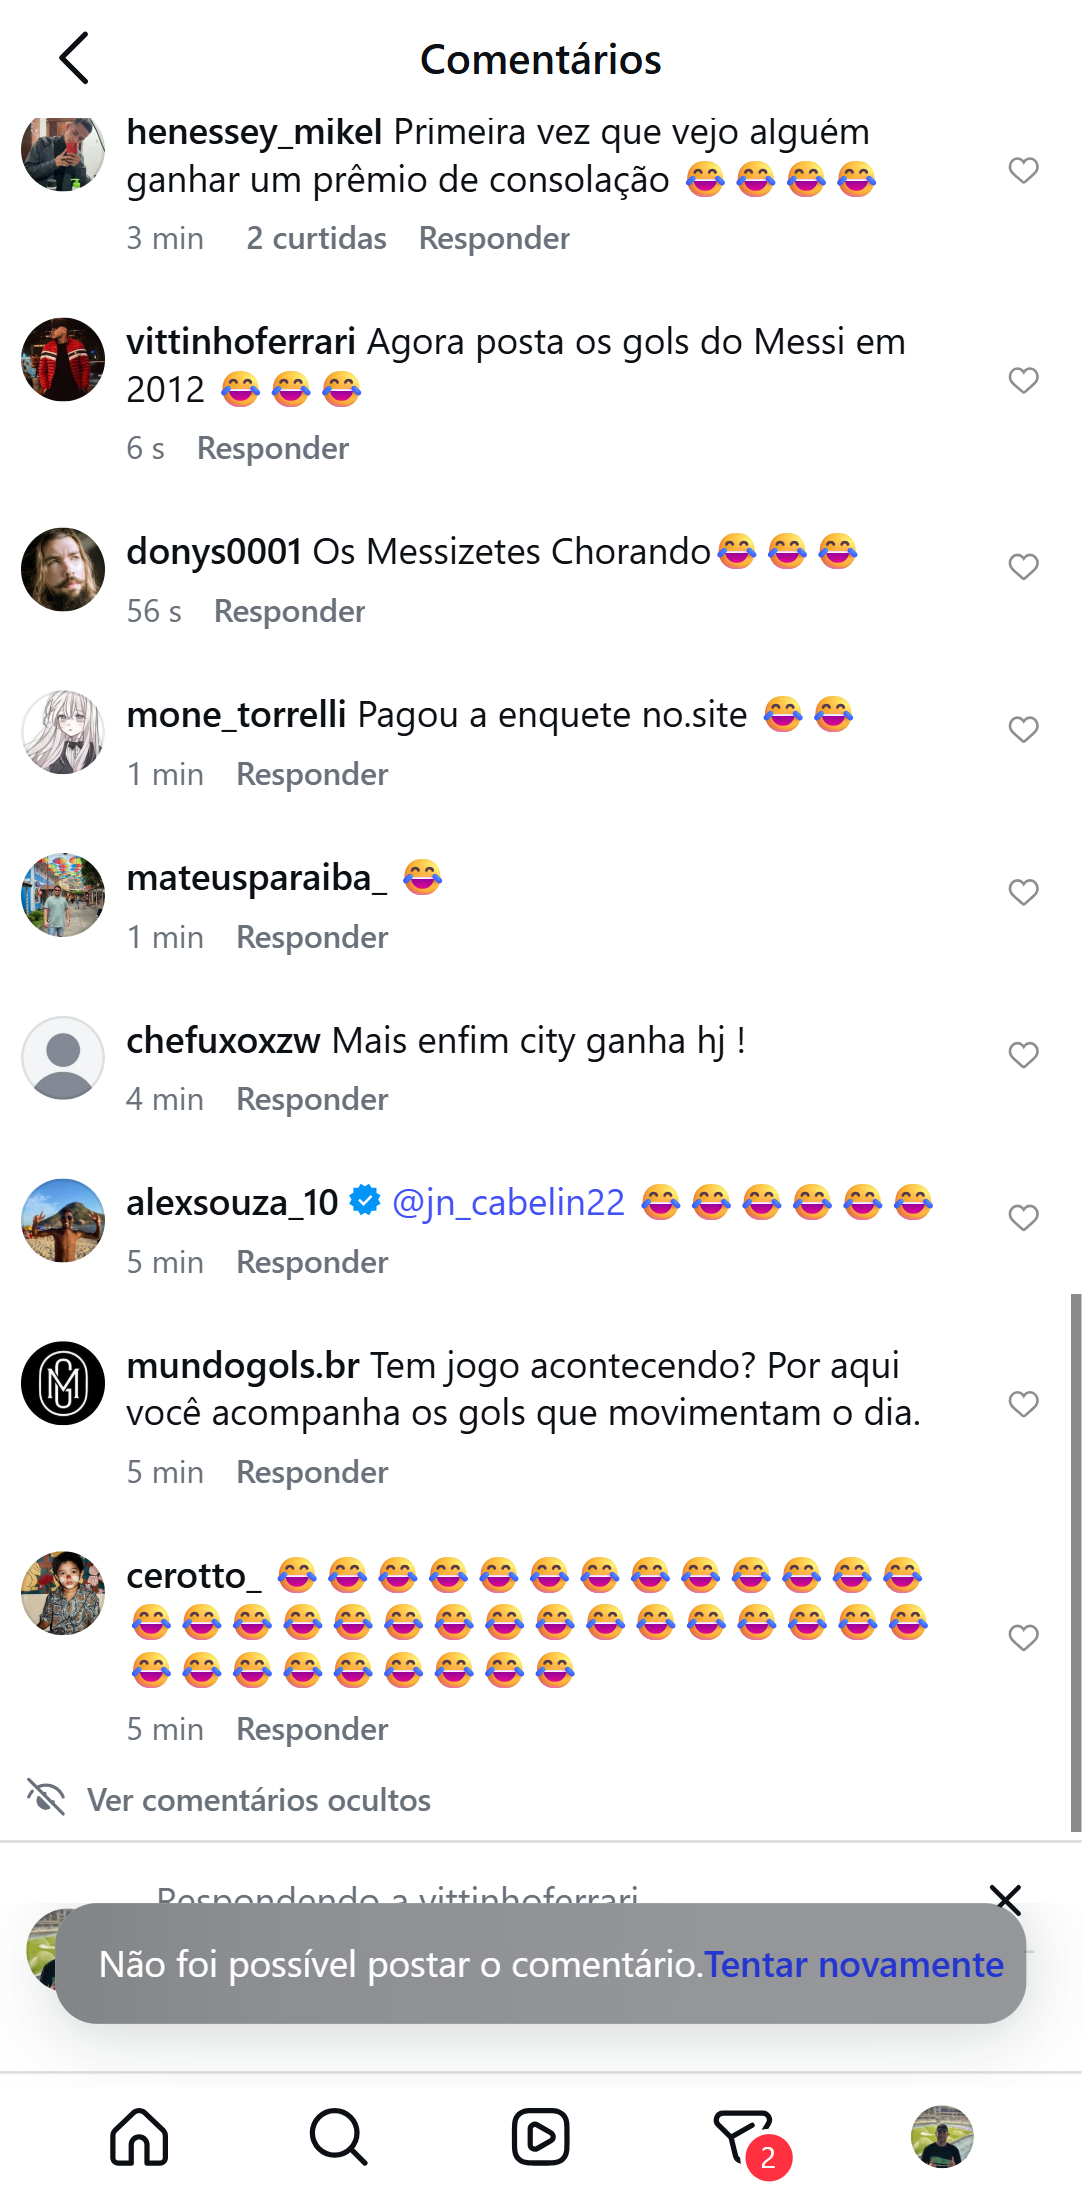 Comentários
henessey_mikel Primeira vez que vejo alguém
ganhar um prêmio de consolação 😂😂😂😂
3 min 2 curtidas Responder
vittinhoferrari Agora posta os gols do Messi em
2012 😂😂😂
6 s Responder
donys0001 Os Messizetes Chorando😂😂😂
56 s Responder
mone_torrelli Pagou a enquete no.site 😂😂
1 min Responder
mateusparaiba_ 😂
1 min Responder
chefuxoxzw Mais enfim city ganha hj !
4 min Responder
alexsouza_10 @jn_cabelin22 😂😂😂😂😂😂
5 min Responder
mundogols.br Tem jogo acontecendo? Por aqui
você acompanha os gols que movimentam o dia.
5 min Responder
cerotto_ 😂😂😂😂😂😂😂😂😂😂😂😂😂
😂😂😂😂😂😂😂😂😂😂😂😂😂😂😂😂
😂😂😂😂😂😂😂😂😂
5 min Responder
Ver comentários ocultos
Respondendo a vittinhoferrari
Não foi possível postar o comentário.Tentar novamente
2